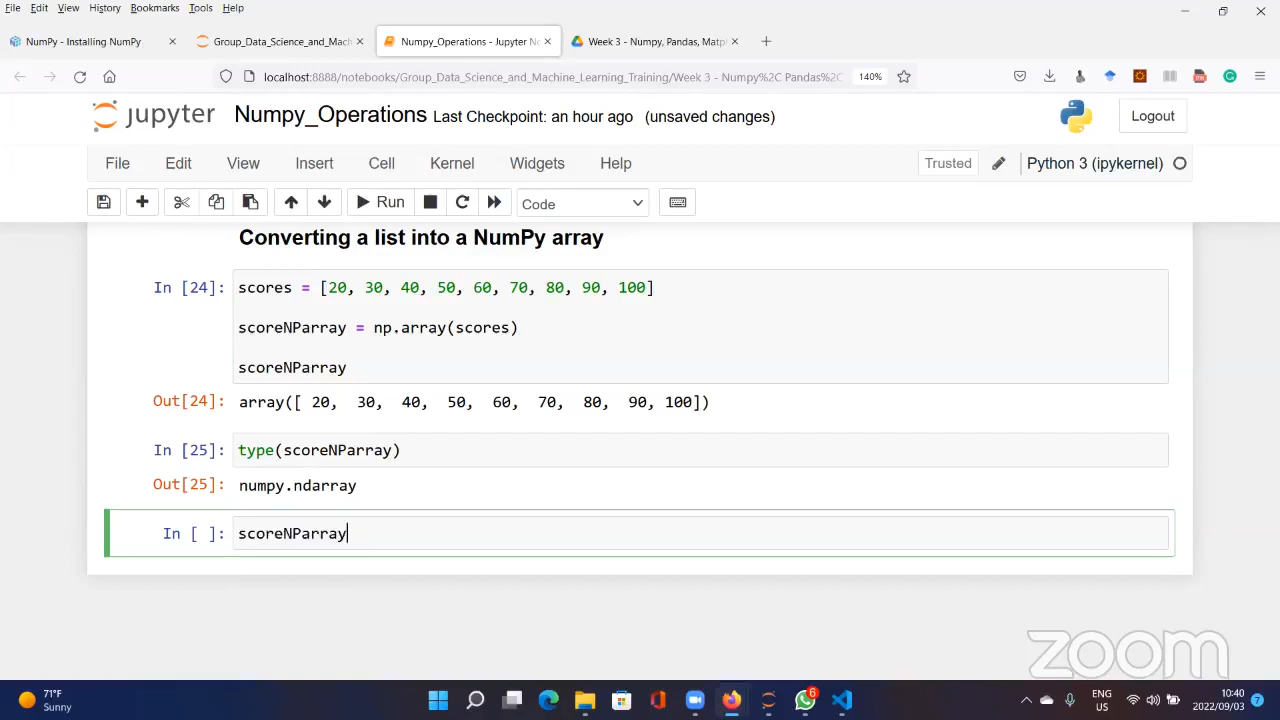 File Edit View History Bookmarks Tools Help
NumPy - Installing NumPy
Group_Data_Science_and_Mach
Numpy_Operations - Jupyter No
Week 3 - Numpy, Pandas, Matp
localhost:8888/notebooks/Group_Data_Science_and_Machine_Learning_Training/Week 3 - Numpy%2C Pandas%2C 140%
jupyter Numpy_Operations Last Checkpoint: an hour ago (unsaved changes) Logout
File Edit View Insert Cell Kernel Widgets Help Trusted Python 3 (ipykernel)
Run Code
Converting a list into a NumPy array
In [24]: scores = [20, 30, 40, 50, 60, 70, 80, 90, 100]
scoreNParray = np.array(scores)
scoreNParray
Out[24]: array([ 20, 30, 40, 50, 60, 70, 80, 90, 100])
In [25]: type(scoreNParray)
Out[25]: numpy.ndarray
In [ ]: scoreNParray
zoom
71°F
Sunny
6
ENG
US
10:40
2022/09/03
7